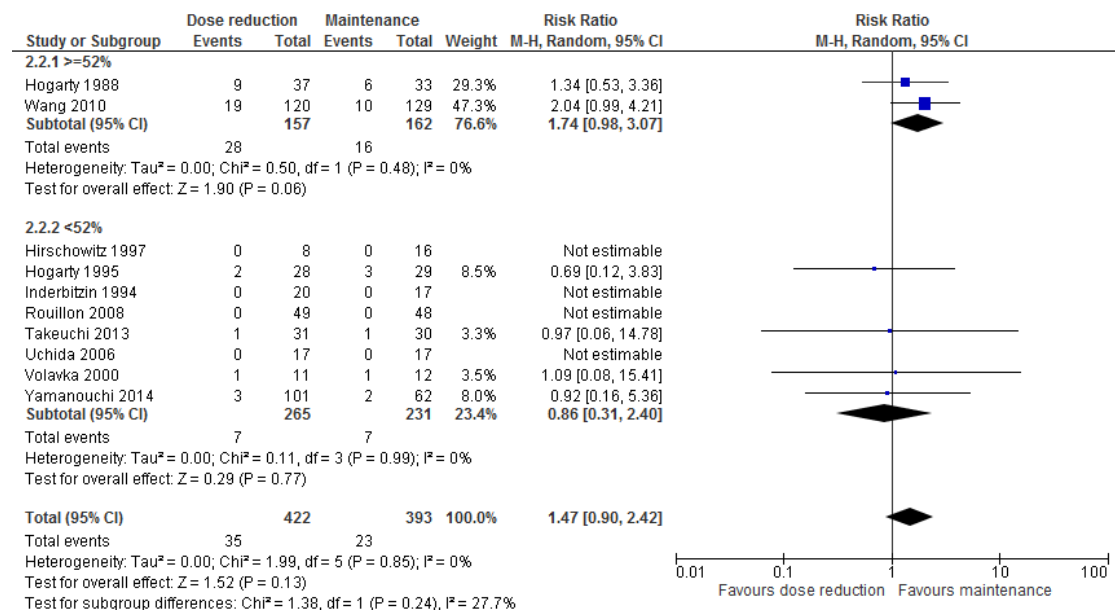 Dose reduction Maintenance Risk Ratio Risk Ratio
Study or Subgroup Events Total Events Total Weight M-H, Random, 95% CI M-H, Random, 95% CI
2.2.1 >=52%
Hogarty 1988 9 37 6 33 29.3% 1.34 [0.53, 3.36]
Wang 2010 19 120 10 129 47.3% 2.04 [0.99, 4.21]
Subtotal (95% CI) 157 162 76.6% 1.74 [0.98, 3.07]
Total events 28 16
Heterogeneity: Tau² = 0.00; Chi² = 0.50, df = 1 (P = 0.48); I² = 0%
Test for overall effect: Z = 1.90 (P = 0.06)
2.2.2 <52%
Hirschowitz 1997 0 8 0 16 Not estimable
Hogarty 1995 2 28 3 29 8.5% 0.69 [0.12, 3.83]
Inderbitzin 1994 0 20 0 17 Not estimable
Rouillon 2008 0 49 0 48 Not estimable
Takeuchi 2013 1 31 1 30 3.3% 0.97 [0.06, 14.78]
Uchida 2006 0 17 0 17 Not estimable
Volavka 2000 1 11 1 12 3.5% 1.09 [0.08, 15.41]
Yamanouchi 2014 3 101 2 62 8.0% 0.92 [0.16, 5.36]
Subtotal (95% CI) 265 231 23.4% 0.86 [0.31, 2.40]
Total events 7 7
Heterogeneity: Tau² = 0.00; Chi² = 0.11, df = 3 (P = 0.99); I² = 0%
Test for overall effect: Z = 0.29 (P = 0.77)
Total (95% CI) 422 393 100.0% 1.47 [0.90, 2.42]
Total events 35 23
Heterogeneity: Tau² = 0.00; Chi² = 1.99, df = 5 (P = 0.85); I² = 0%
Test for overall effect: Z = 1.52 (P = 0.13)
Test for subgroup differences: Chi² = 1.38, df = 1 (P = 0.24), I² = 27.7%
0.01 0.1 1 10 100
Favours dose reduction Favours maintenance